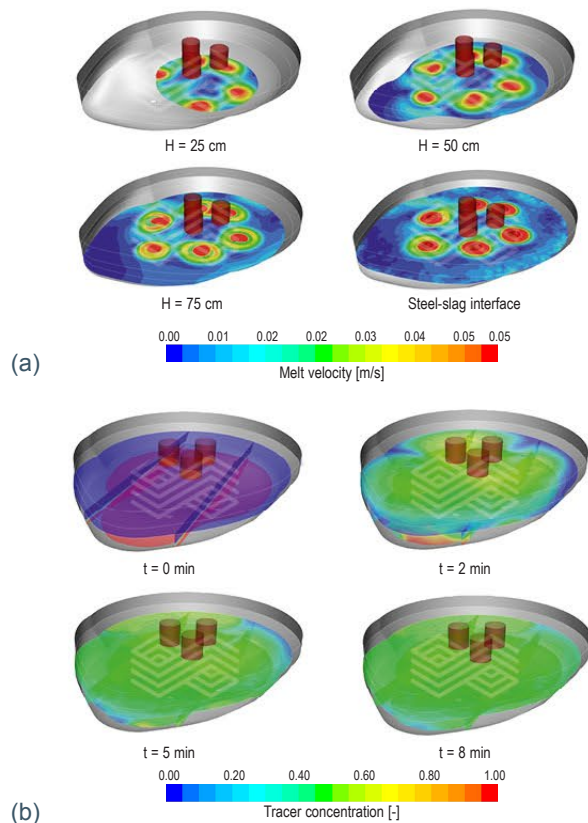 H = 25 cm
H = 50 cm
H = 75 cm
Steel-slag interface
0.00 0.01 0.02 0.02 0.03 0.04 0.05 0.05
Melt velocity [m/s]
(a)
t = 0 min
t = 2 min
t = 5 min
t = 8 min
0.00 0.20 0.40 0.60 0.80 1.00
Tracer concentration [-]
(b)